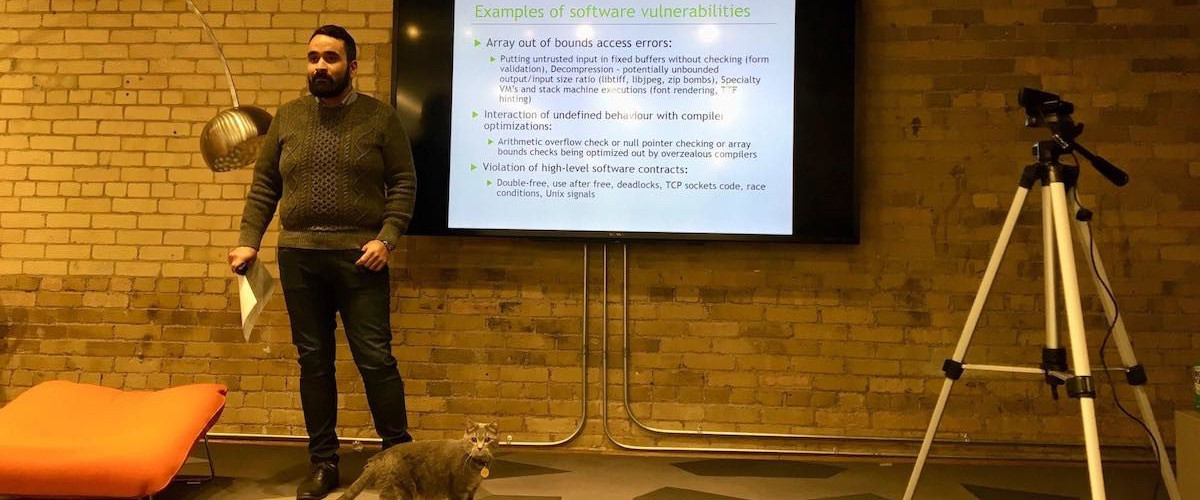 Examples of software vulnerabilities
Array out of bounds access errors:
Putting untrusted input in fixed buffers without checking (form
validation), Decompression - potentially unbounded
output/input size ratio (libtiff, libjpeg, zip bombs), Specialty
VM's and stack machine executions (font rendering, TTF
hinting)
Interaction of undefined behaviour with compiler
optimizations:
Arithmetic overflow check or null pointer checking or array
bounds checks being optimized out by overzealous compilers
Violation of high-level software contracts:
Double-free, use after free, deadlocks, TCP sockets code, race
conditions, Unix signals